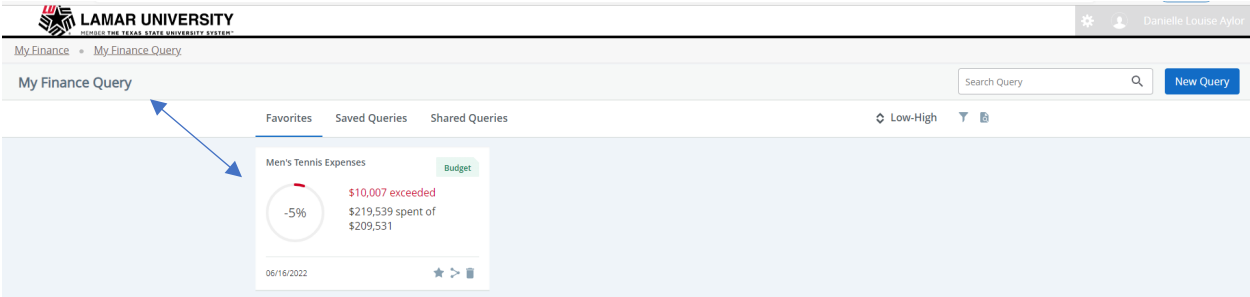 LAMAR UNIVERSITY
MEMBER THE TEXAS STATE UNIVERSITY SYSTEM™
Danielle Louise Aylor
My Finance • My Finance Query
My Finance Query
Search Query
New Query
Favorites Saved Queries Shared Queries
Low-High
Men's Tennis Expenses
Budget
-5%
$10,007 exceeded
$219,539 spent of
$209,531
06/16/2022